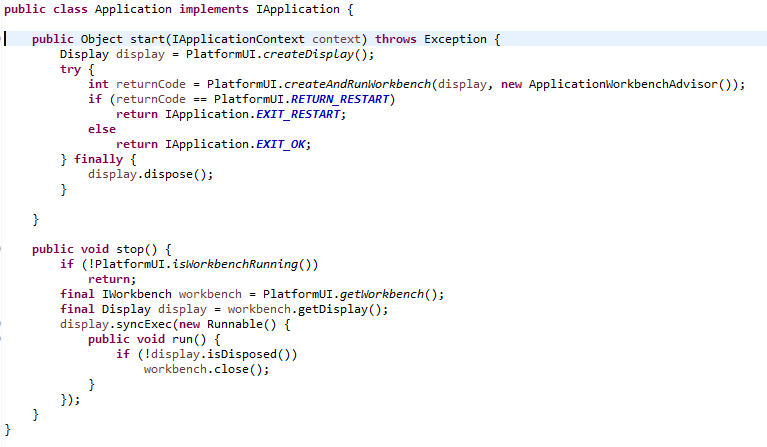 public class Application implements IApplication {
public Object start(IApplicationContext context) throws Exception {
Display display = PlatformUI.createDisplay();
try {
int returnCode = PlatformUI.createAndRunWorkbench(display, new ApplicationWorkbenchAdvisor());
if (returnCode == PlatformUI.RETURN_RESTART)
return IApplication.EXIT_RESTART;
else
return IApplication.EXIT_OK;
} finally {
display.dispose();
}
}
public void stop() {
if (!PlatformUI.isWorkbenchRunning())
return;
final IWorkbench workbench = PlatformUI.getWorkbench();
final Display display = workbench.getDisplay();
display.syncExec(new Runnable() {
public void run() {
if (!display.isDisposed())
workbench.close();
}
});
}
}